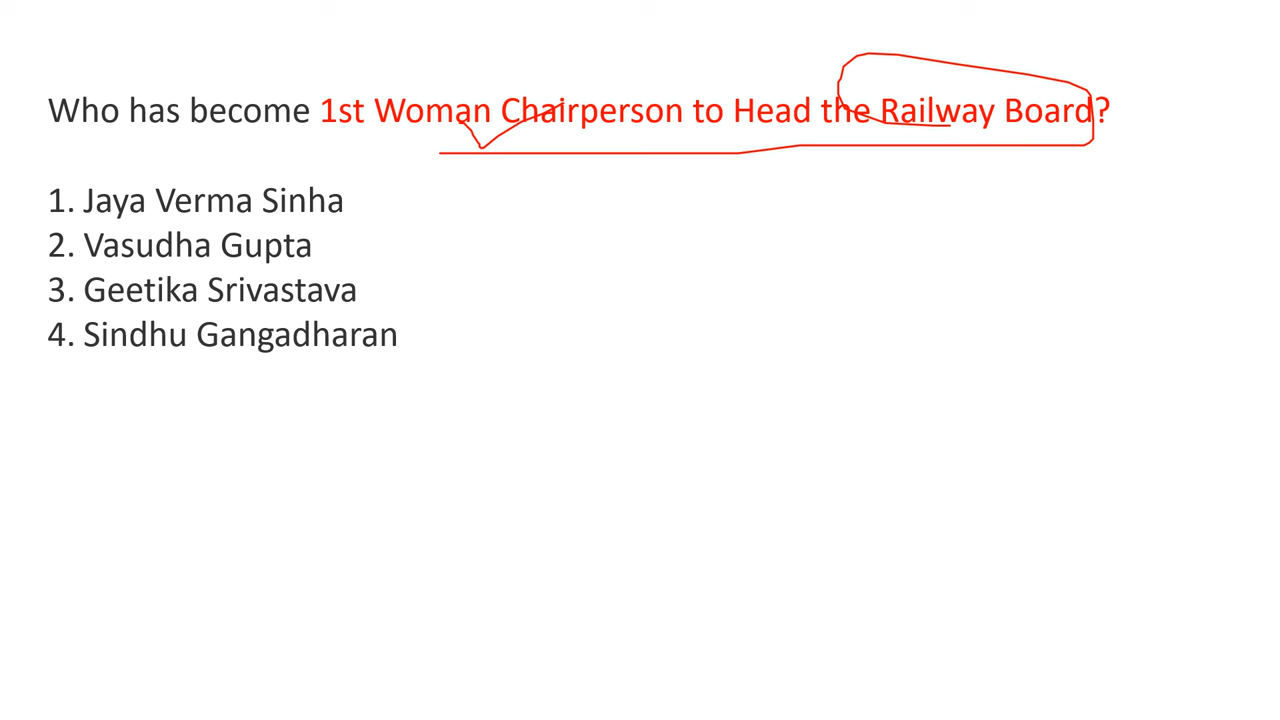 Who has become 1st Woman Chairperson to Head the Railway Board?
1. Jaya Verma Sinha
2. Vasudha Gupta
3. Geetika Srivastava
4. Sindhu Gangadharan